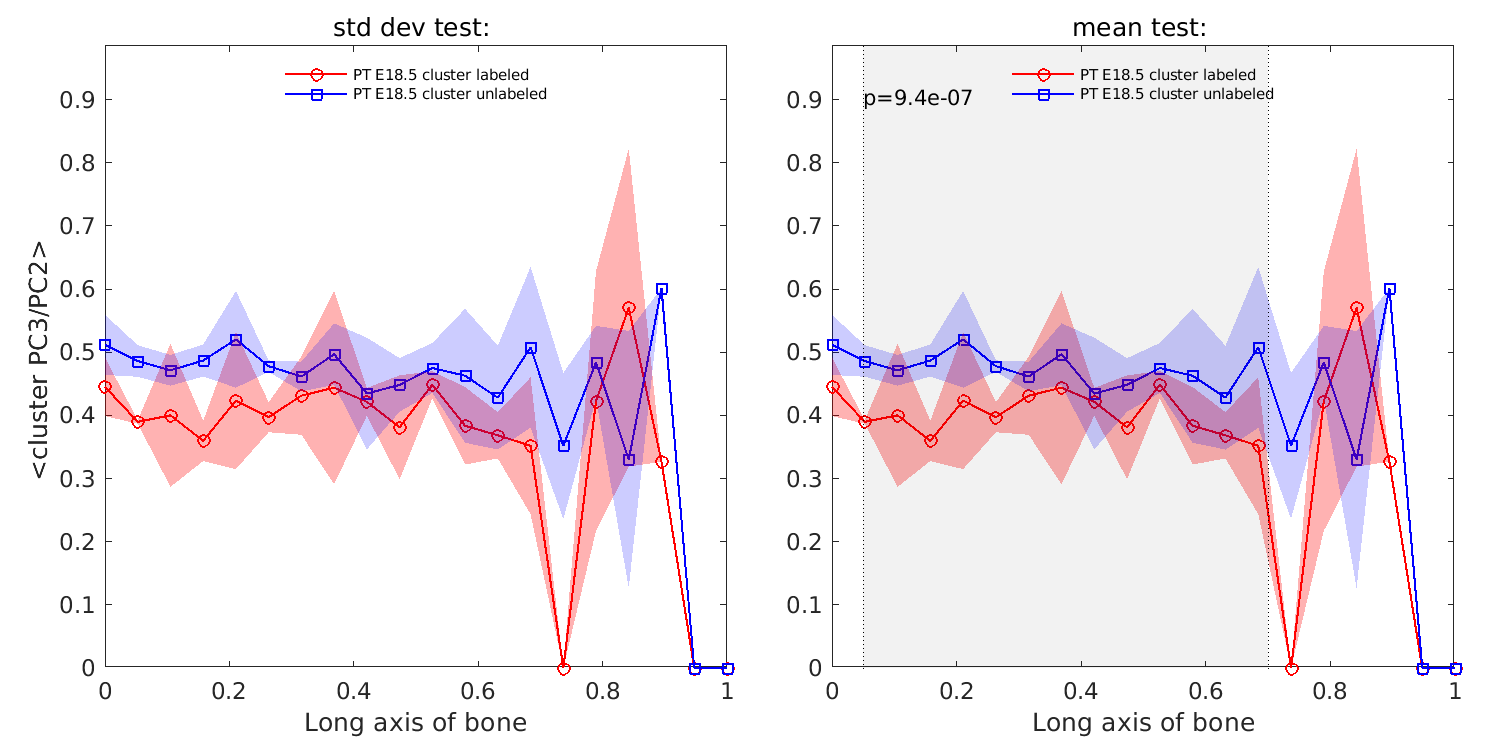 std dev test:
PT E18.5 cluster labeled
PT E18.5 cluster unlabeled
<cluster PC3/PC2>
0.9
0.8
0.7
0.6
0.5
0.4
0.3
0.2
0.1
0
0 0.2 0.4 0.6 0.8 1
Long axis of bone
mean test:
PT E18.5 cluster labeled
PT E18.5 cluster unlabeled
p=9.4e-07
0.9
0.8
0.7
0.6
0.5
0.4
0.3
0.2
0.1
0
0 0.2 0.4 0.6 0.8 1
Long axis of bone